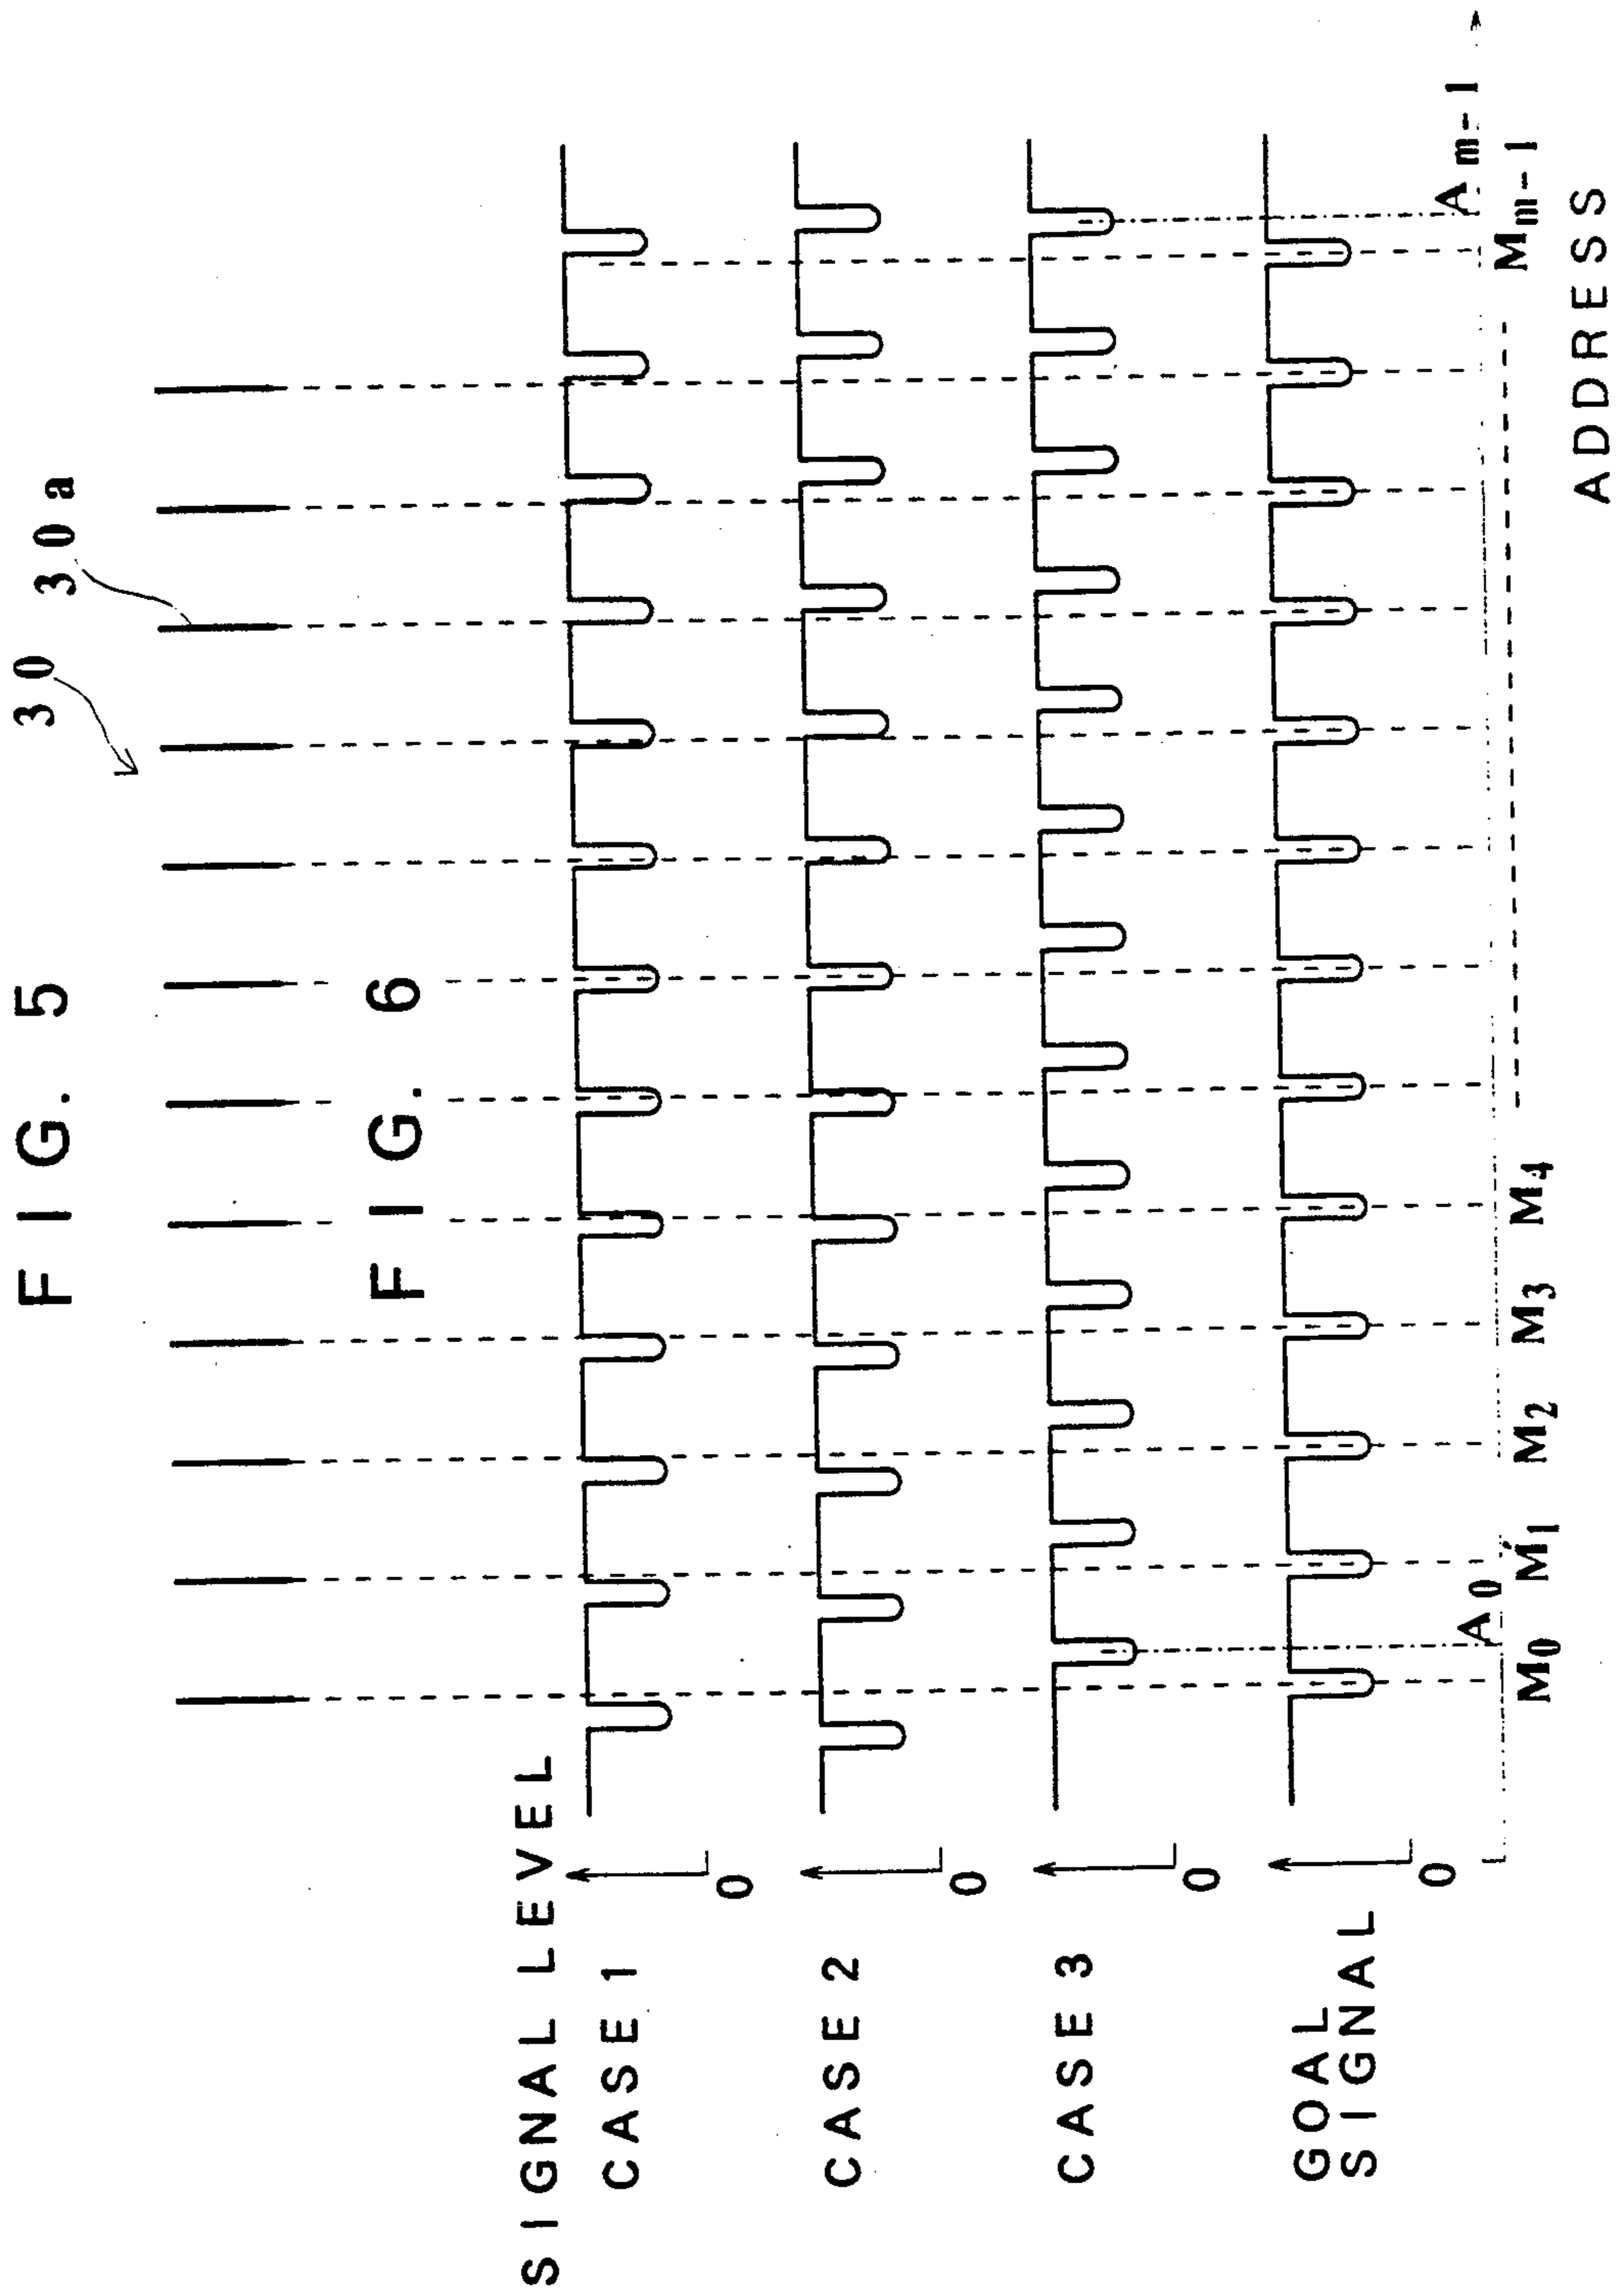 FIG. 5
30
30a
FIG. 6
SIGNAL LEVEL
CASE 1
0
CASE 2
0
CASE 3
0
GOAL
SIGNAL
0
A0
Am-1
M0 M1 M2 M3 M4 Mm-1
ADDRESS